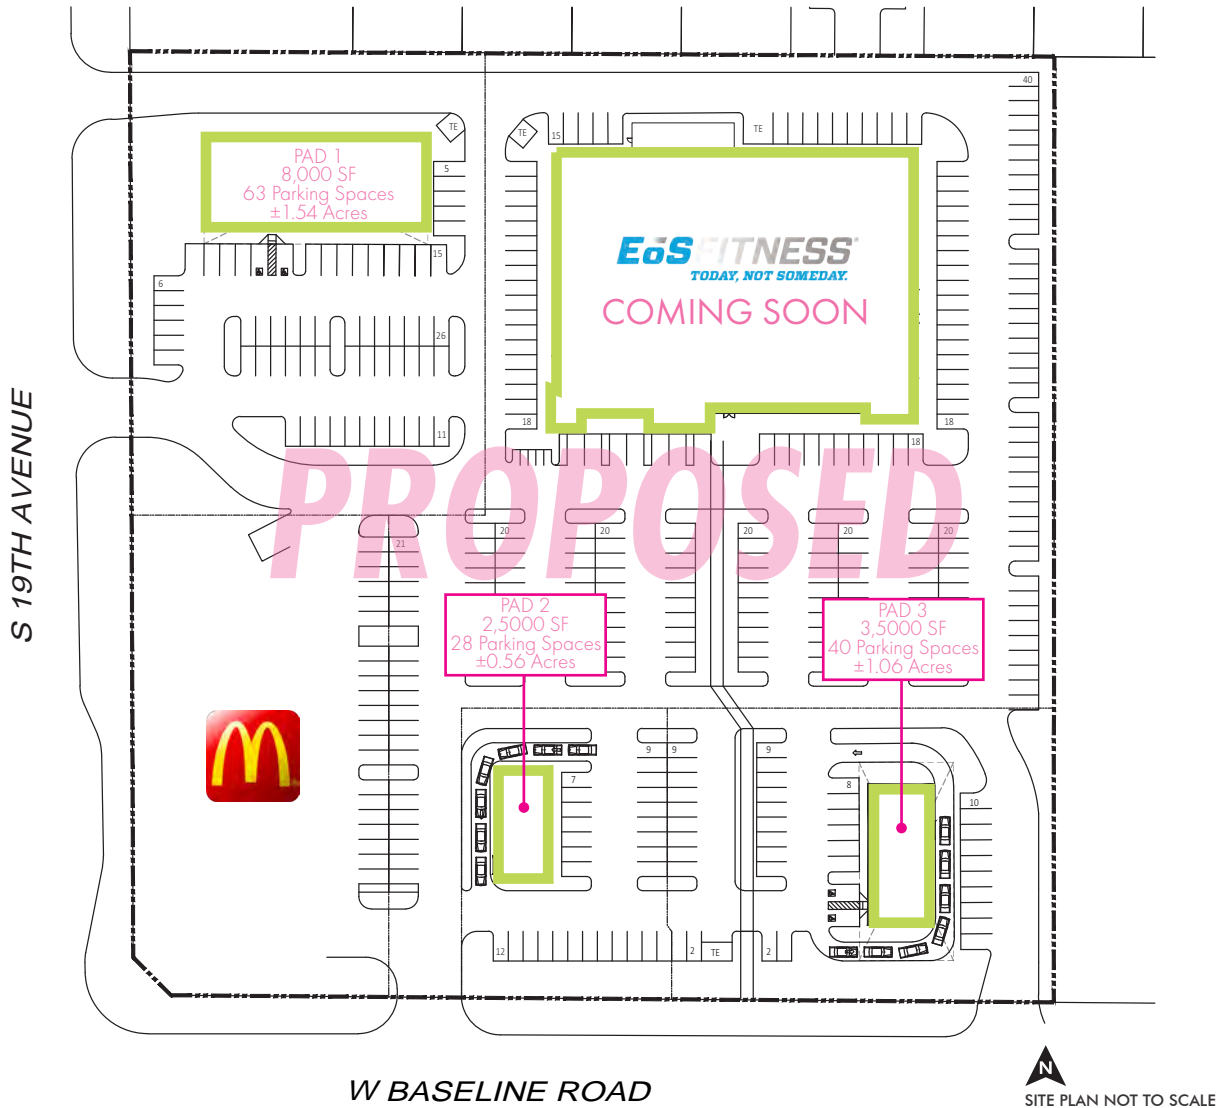 40
TE
TE
15
TE
PAD 1
8,000 SF
63 Parking Spaces
±1.54 Acres
5
15
6
26
11
EōS FITNESS
TODAY, NOT SOMEDAY.
COMING SOON
18
18
18
PROPOSED
S 19TH AVENUE
21
20
20
20
20
20
PAD 2
2,5000 SF
28 Parking Spaces
±0.56 Acres
PAD 3
3,5000 SF
40 Parking Spaces
±1.06 Acres
7
9
9
9
8
10
12
2
TE
2
W BASELINE ROAD
N
SITE PLAN NOT TO SCALE